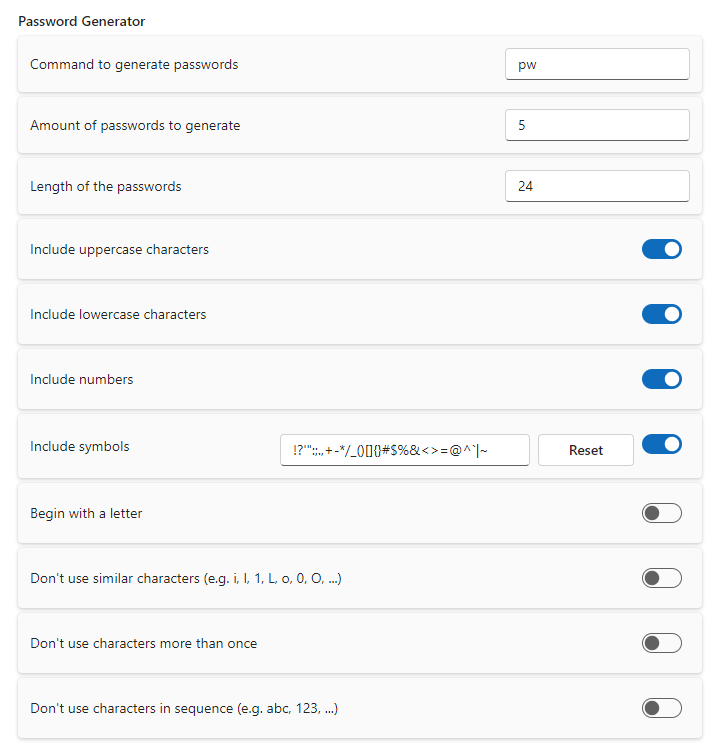 Password Generator
Command to generate passwords pw
Amount of passwords to generate 5
Length of the passwords 24
Include uppercase characters
Include lowercase characters
Include numbers
Include symbols !?'":;.,+-*/_()[]{}#$%&<>=@^`|~ Reset
Begin with a letter
Don't use similar characters (e.g. i, l, 1, L, o, 0, O, ...)
Don't use characters more than once
Don't use characters in sequence (e.g. abc, 123, ...)